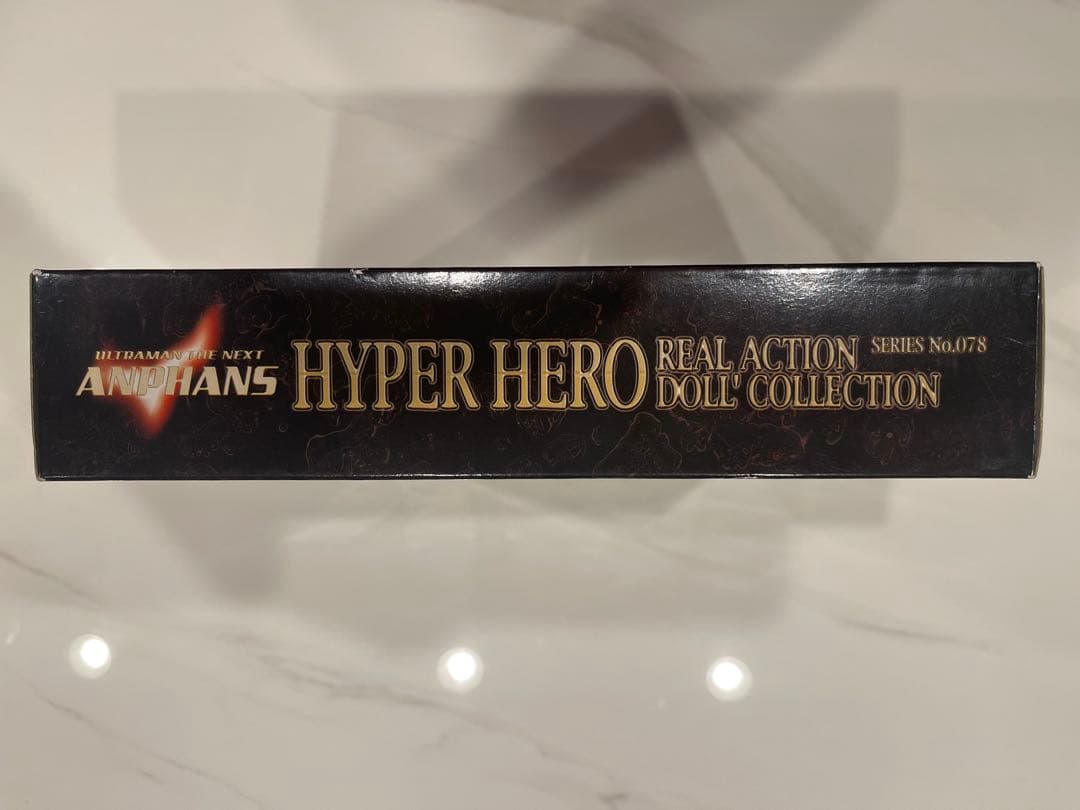 ULTRAMAN THE NEXT
ANPHANS
HYPER HERO
REAL ACTION
DOLL' COLLECTION
SERIES No.078